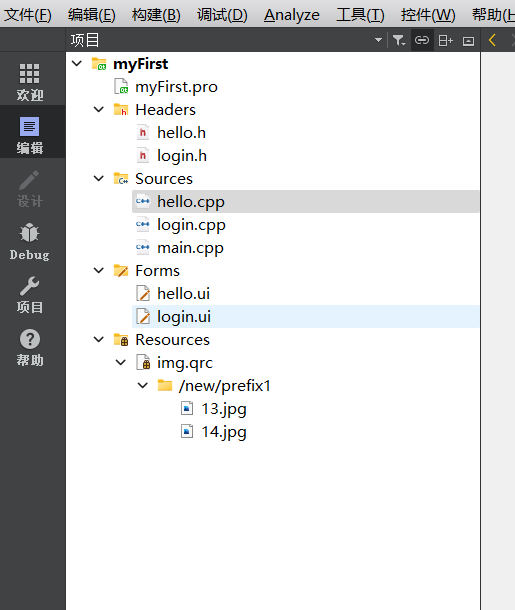 文件(F) 编辑(E) 构建(B) 调试(D) Analyze 工具(T) 控件(W) 帮助(H
项目
欢迎
编辑
设计
Debug
项目
帮助
myFirst
myFirst.pro
Headers
hello.h
login.h
Sources
hello.cpp
login.cpp
main.cpp
Forms
hello.ui
login.ui
Resources
img.qrc
/new/prefix1
13.jpg
14.jpg